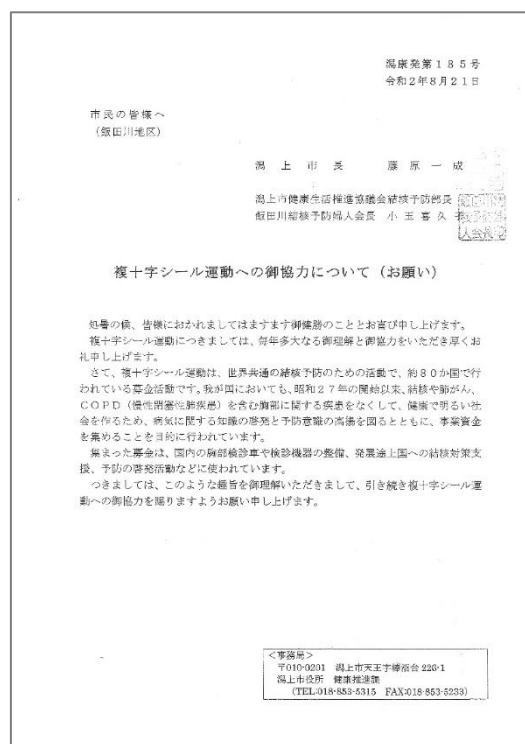 潟康発第185号
令和2年8月21日
市民の皆様へ
(飯田川地区)
潟上市長 藤原一成
潟上市健康生活推進協議会結核予防部長
飯田川結核予防婦人会長 小玉喜久子
複十字シール運動への御協力について(お願い)
処暑の候、皆様におかれましてはますます御健勝のこととお喜び申し上げます。
複十字シール運動につきましては、毎年多大なる御理解と御協力をいただき厚くお
礼申し上げます。
さて、複十字シール運動は、世界共通の結核予防のための活動で、約80か国で行
われている募金活動です。我が国においても、昭和27年の開始以来、結核や肺がん、
COPD(慢性閉塞性肺疾患)を含む胸部に関する疾患をなくして、健康で明るい社
会を作るため、病気に関する知識の啓発と予防意識の高揚を図るとともに、事業資金
を集めることを目的に行われています。
集まった募金は、国内の胸部検診車や検診機器の整備、発展途上国への結核対策支
援、予防の啓発活動などに使われています。
つきましては、このような趣旨を御理解いただきまして、引き続き複十字シール運
動への御協力を賜りますようお願い申し上げます。
<事務局>
〒010-0201 潟上市天王字棒沼台226-1
潟上市役所 健康推進課
(TEL:018-853-5315 FAX:018-853-5233)